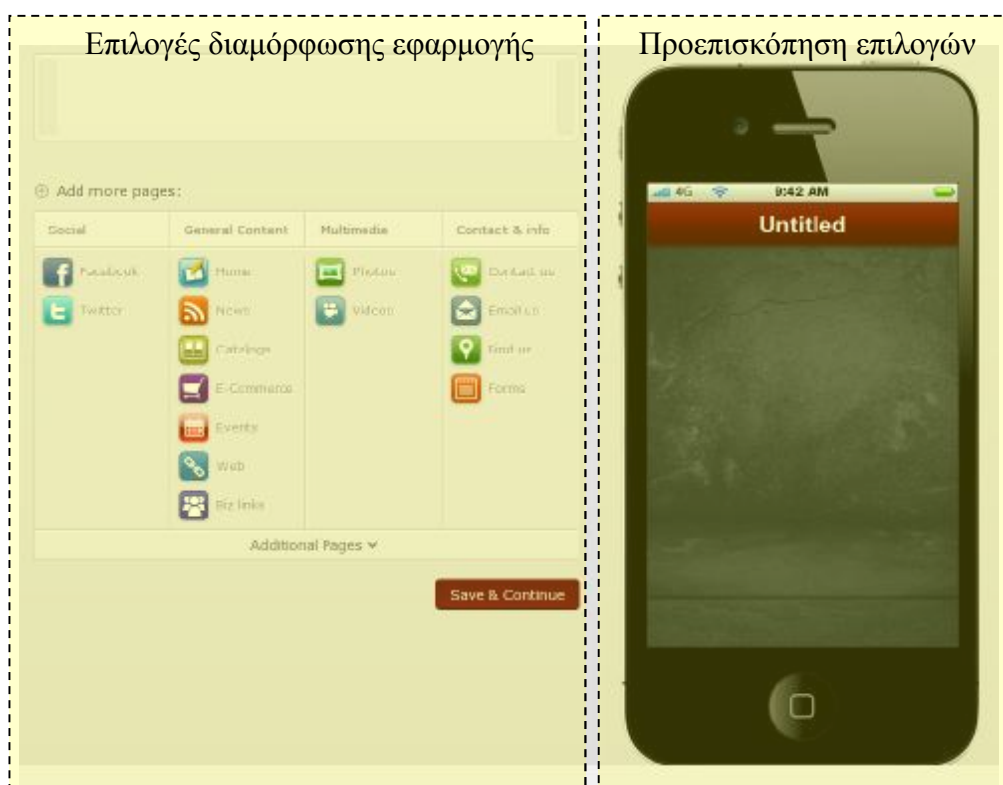 Επιλογές διαμόρφωσης εφαρμογής
Add more pages:
Social General Content Multimedia Contact & info
Facebook Home Photos Contact us
Twitter News Videos Email us
Catalogs Find us
E-Commerce Forms
Events
Web
Biz links
Additional Pages
Save & Continue
Προεπισκόπηση επιλογών
4G 9:42 AM
Untitled